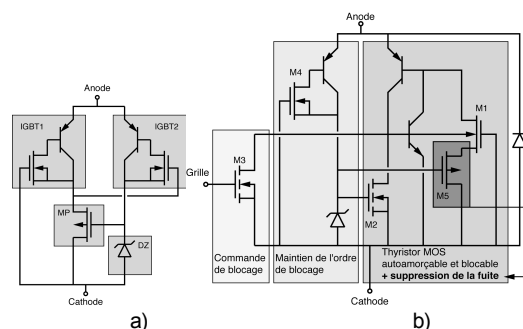 Anode
IGBT1
IGBT2
MP
DZ
Cathode
a)
Anode
M4
M1
M3
Grille
M5
M2
Commande
de blocage
Maintien de l'ordre
de blocage
Thyristor MOS
autoamorçable et blocable
+ suppression de la fuite
Cathode
b)